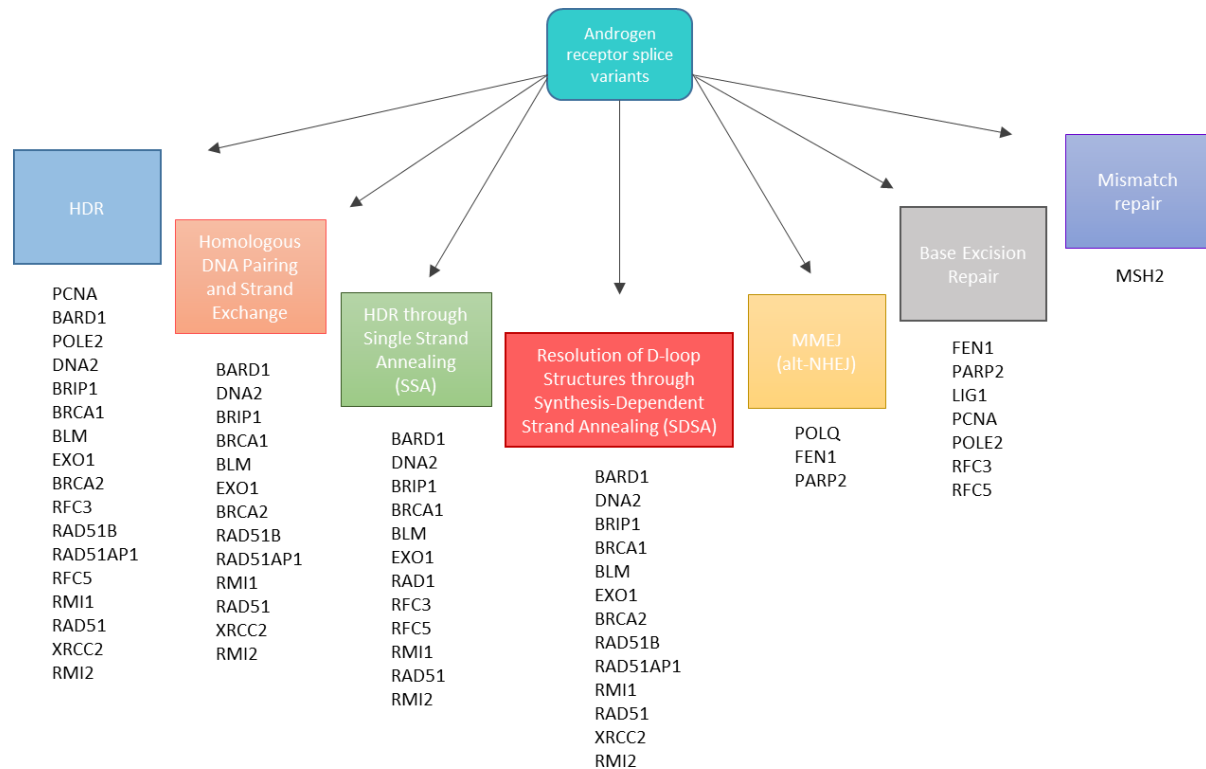 Androgen
receptor splice
variants
HDR
PCNA
BARD1
POLE2
DNA2
BRIP1
BRCA1
BLM
EXO1
BRCA2
RFC3
RAD51B
RAD51AP1
RFC5
RMI1
RAD51
XRCC2
RMI2
Homologous
DNA Pairing
and Strand
Exchange
BARD1
DNA2
BRIP1
BRCA1
BLM
EXO1
BRCA2
RAD51B
RAD51AP1
RMI1
RAD51
XRCC2
RMI2
HDR through
Single Strand
Annealing
(SSA)
BARD1
DNA2
BRIP1
BRCA1
BLM
EXO1
RAD1
RFC3
RFC5
RMI1
RAD51
RMI2
Resolution of D-loop
Structures through
Synthesis-Dependent
Strand Annealing (SDSA)
BARD1
DNA2
BRIP1
BRCA1
BLM
EXO1
BRCA2
RAD51B
RAD51AP1
RMI1
RAD51
XRCC2
RMI2
MMEJ
(alt-NHEJ)
POLQ
FEN1
PARP2
Base Excision
Repair
FEN1
PARP2
LIG1
PCNA
POLE2
RFC3
RFC5
Mismatch
repair
MSH2